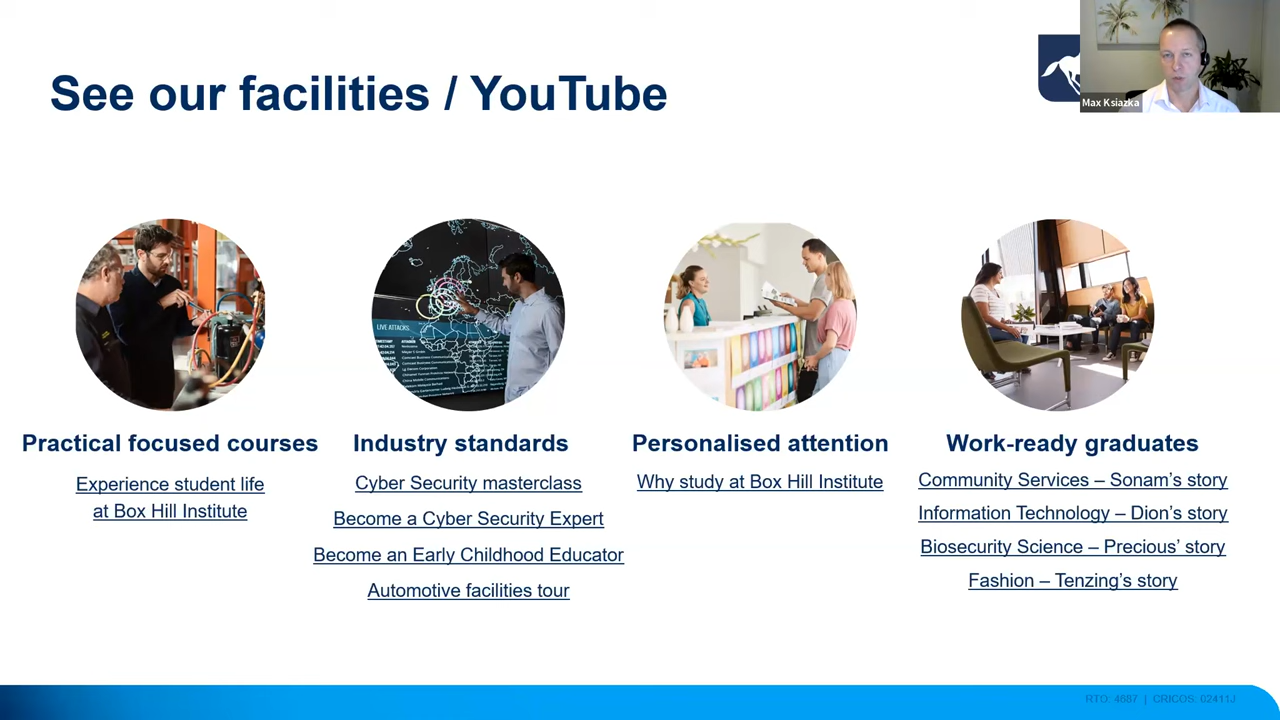 See our facilities / YouTube
Max Ksiazka
LIVE ATTACKS
Practical focused courses
Experience student life
at Box Hill Institute
Industry standards
Cyber Security masterclass
Become a Cyber Security Expert
Become an Early Childhood Educator
Automotive facilities tour
Personalised attention
Why study at Box Hill Institute
Work-ready graduates
Community Services – Sonam’s story
Information Technology – Dion’s story
Biosecurity Science – Precious’ story
Fashion – Tenzing’s story
RTO: 4687 | CRICOS: 02411J